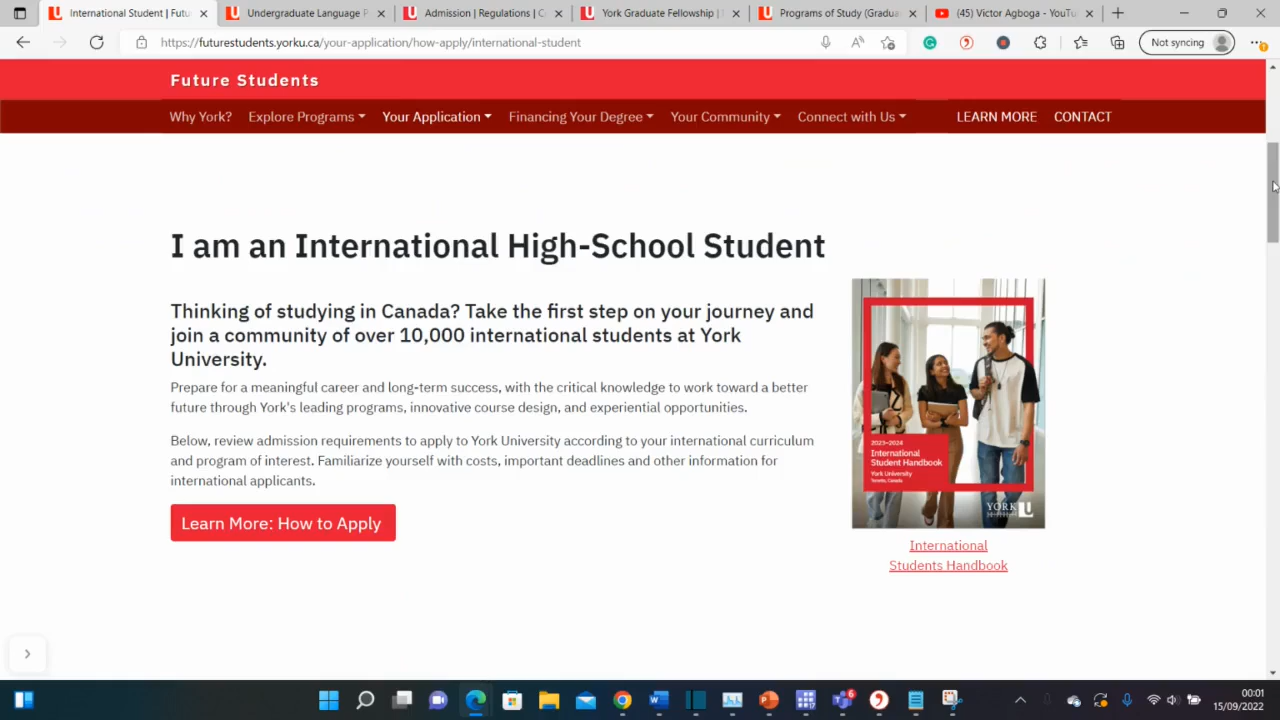 International Student | Futu
Undergraduate Language P
Admission | Regulations | C
York Graduate Fellowship |
Programs of Study (Graduat
(45) Victor Agboga - YouTu
https://futurestudents.yorku.ca/your-application/how-apply/international-student
Not syncing
Future Students
Why York? Explore Programs Your Application Financing Your Degree Your Community Connect with Us LEARN MORE CONTACT
I am an International High-School Student
Thinking of studying in Canada? Take the first step on your journey and
join a community of over 10,000 international students at York
University.
Prepare for a meaningful career and long-term success, with the critical knowledge to work toward a better
future through York's leading programs, innovative course design, and experiential opportunities.
Below, review admission requirements to apply to York University according to your international curriculum
and program of interest. Familiarize yourself with costs, important deadlines and other information for
international applicants.
Learn More: How to Apply
2023–2024
International
Student Handbook
York University
Toronto, Canada
YORK U
International
Students Handbook
6
00:01
15/09/2022